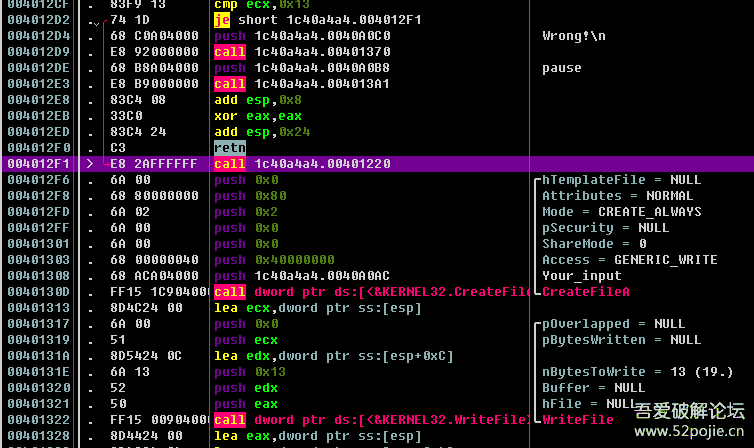 004012CF . 83F9 13 cmp ecx,0x13
004012D2 . 74 1D je short 1c40a4a4.004012F1
004012D4 . 68 C0A04000 push 1c40a4a4.0040A0C0 Wrong!\n
004012D9 . E8 92000000 call 1c40a4a4.00401370
004012DE . 68 B8A04000 push 1c40a4a4.0040A0B8 pause
004012E3 . E8 B9000000 call 1c40a4a4.004013A1
004012E8 . 83C4 08 add esp,0x8
004012EB . 33C0 xor eax,eax
004012ED . 83C4 24 add esp,0x24
004012F0 . C3 retn
004012F1 > E8 2AFFFFFF call 1c40a4a4.00401220
004012F6 . 6A 00 push 0x0 hTemplateFile = NULL
004012F8 . 68 80000000 push 0x80 Attributes = NORMAL
004012FD . 6A 02 push 0x2 Mode = CREATE_ALWAYS
004012FF . 6A 00 push 0x0 pSecurity = NULL
00401301 . 6A 00 push 0x0 ShareMode = 0
00401303 . 68 00000040 push 0x40000000 Access = GENERIC_WRITE
00401308 . 68 ACA04000 push 1c40a4a4.0040A0AC Your_input
0040130D . FF15 1C904000 call dword ptr ds:[<&KERNEL32.CreateFile CreateFileA
00401313 . 8D4C24 00 lea ecx,dword ptr ss:[esp]
00401317 . 6A 00 push 0x0 pOverlapped = NULL
00401319 . 51 push ecx pBytesWritten = NULL
0040131A . 8D5424 0C lea edx,dword ptr ss:[esp+0xC]
0040131E . 6A 13 push 0x13 nBytesToWrite = 13 (19.)
00401320 . 52 push edx Buffer = NULL
00401321 . 50 push eax hFile = NULL
00401322 . FF15 00904000 call dword ptr ds:[<&KERNEL32.WriteFile> WriteFile
00401328 . 8D4424 00 lea eax,dword ptr ss:[esp]
吾爱破解论坛
www.52pojie.cn